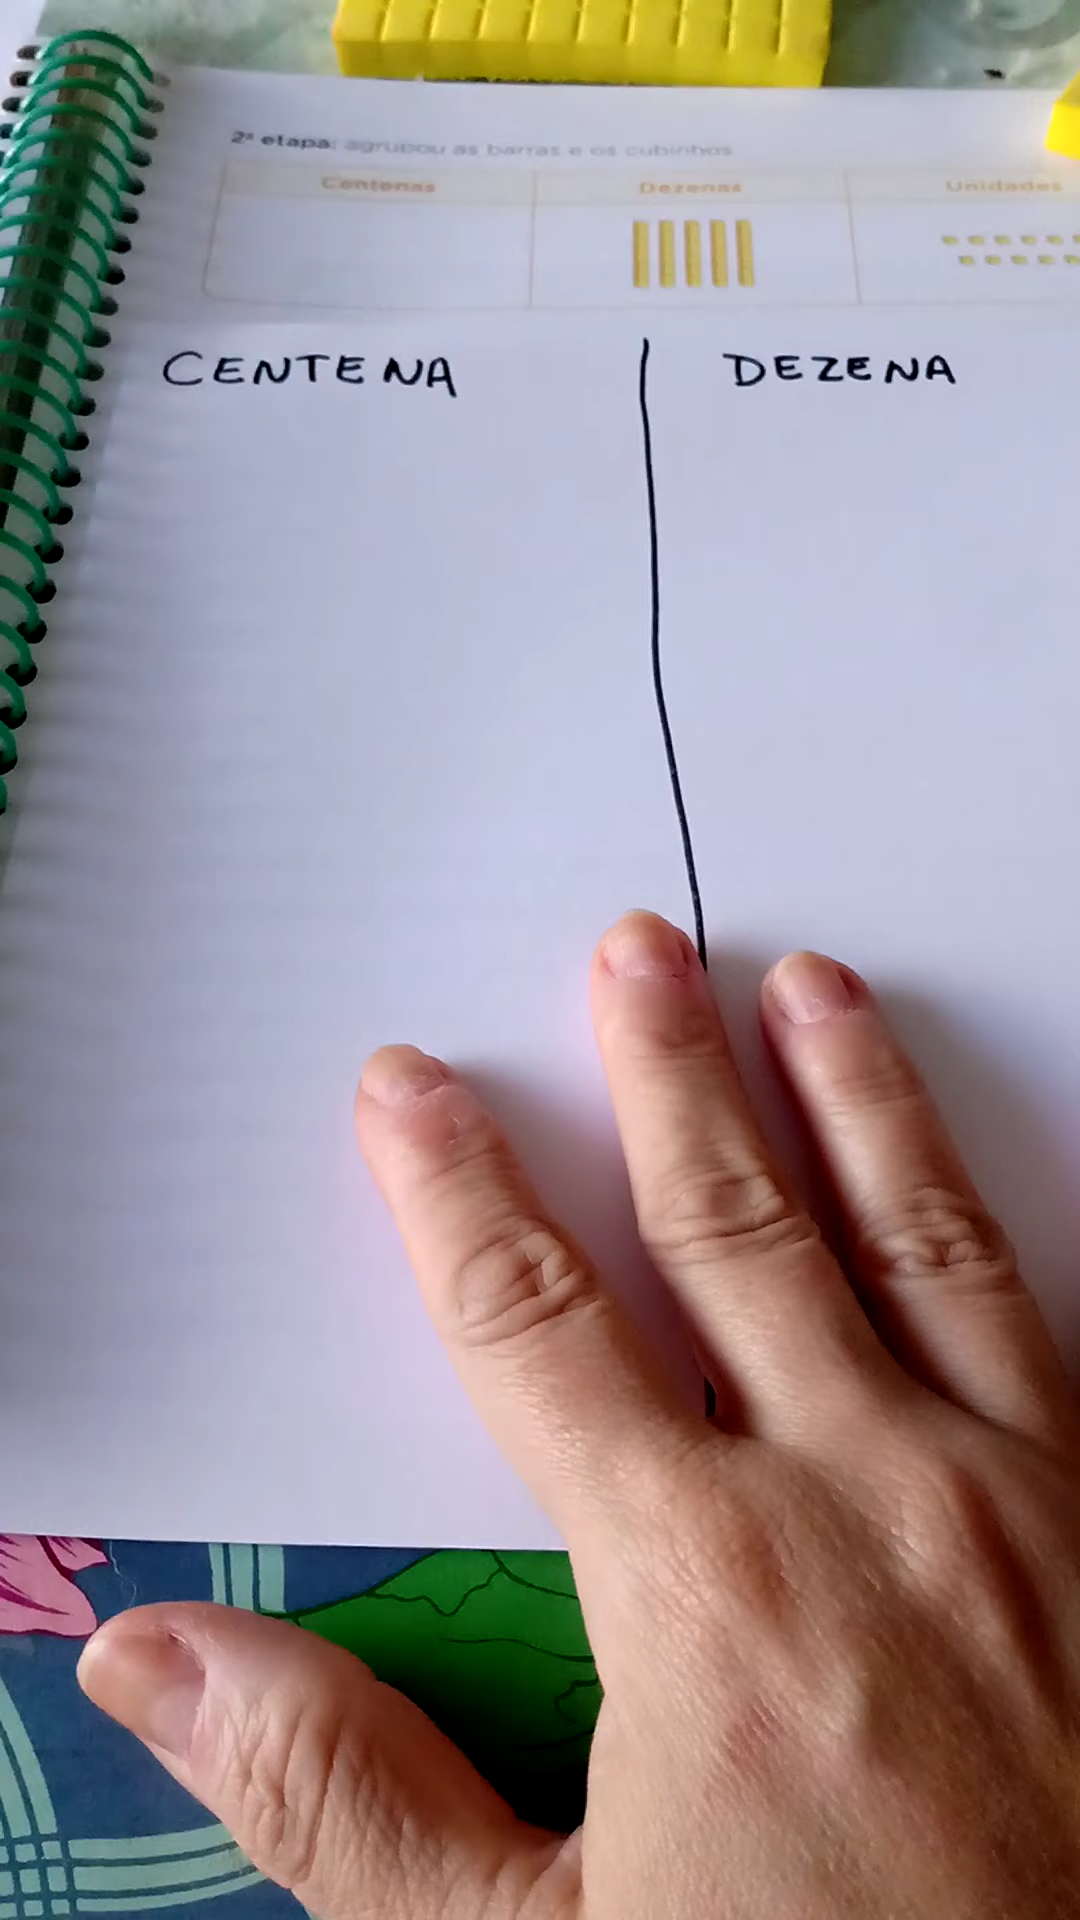 2ª etapa: agrupou as barras e os cubinhos
Centenas Dezenas Unidades
CENTENA DEZENA